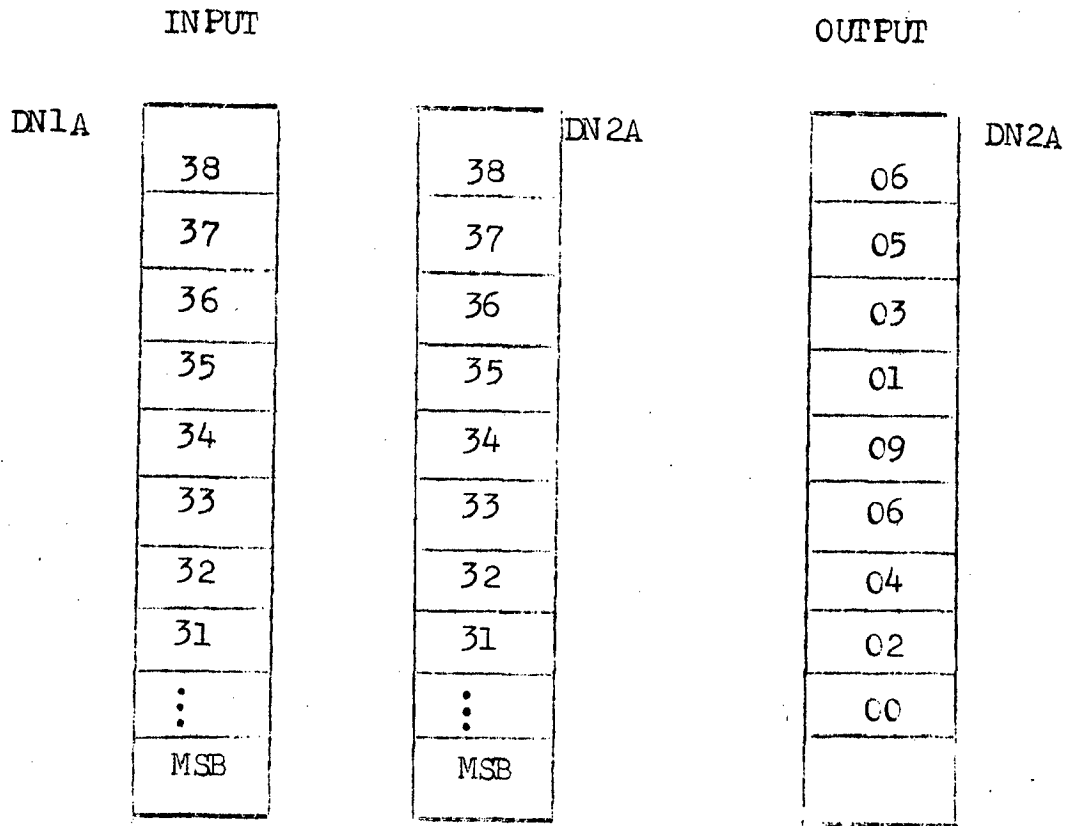 INPUT OUTPUT
DN1A DN2A DN2A
38 38 06
37 37 05
36 36 03
35 35 01
34 34 09
33 33 06
32 32 04
31 31 02
⋮ ⋮ 00
MSB MSB